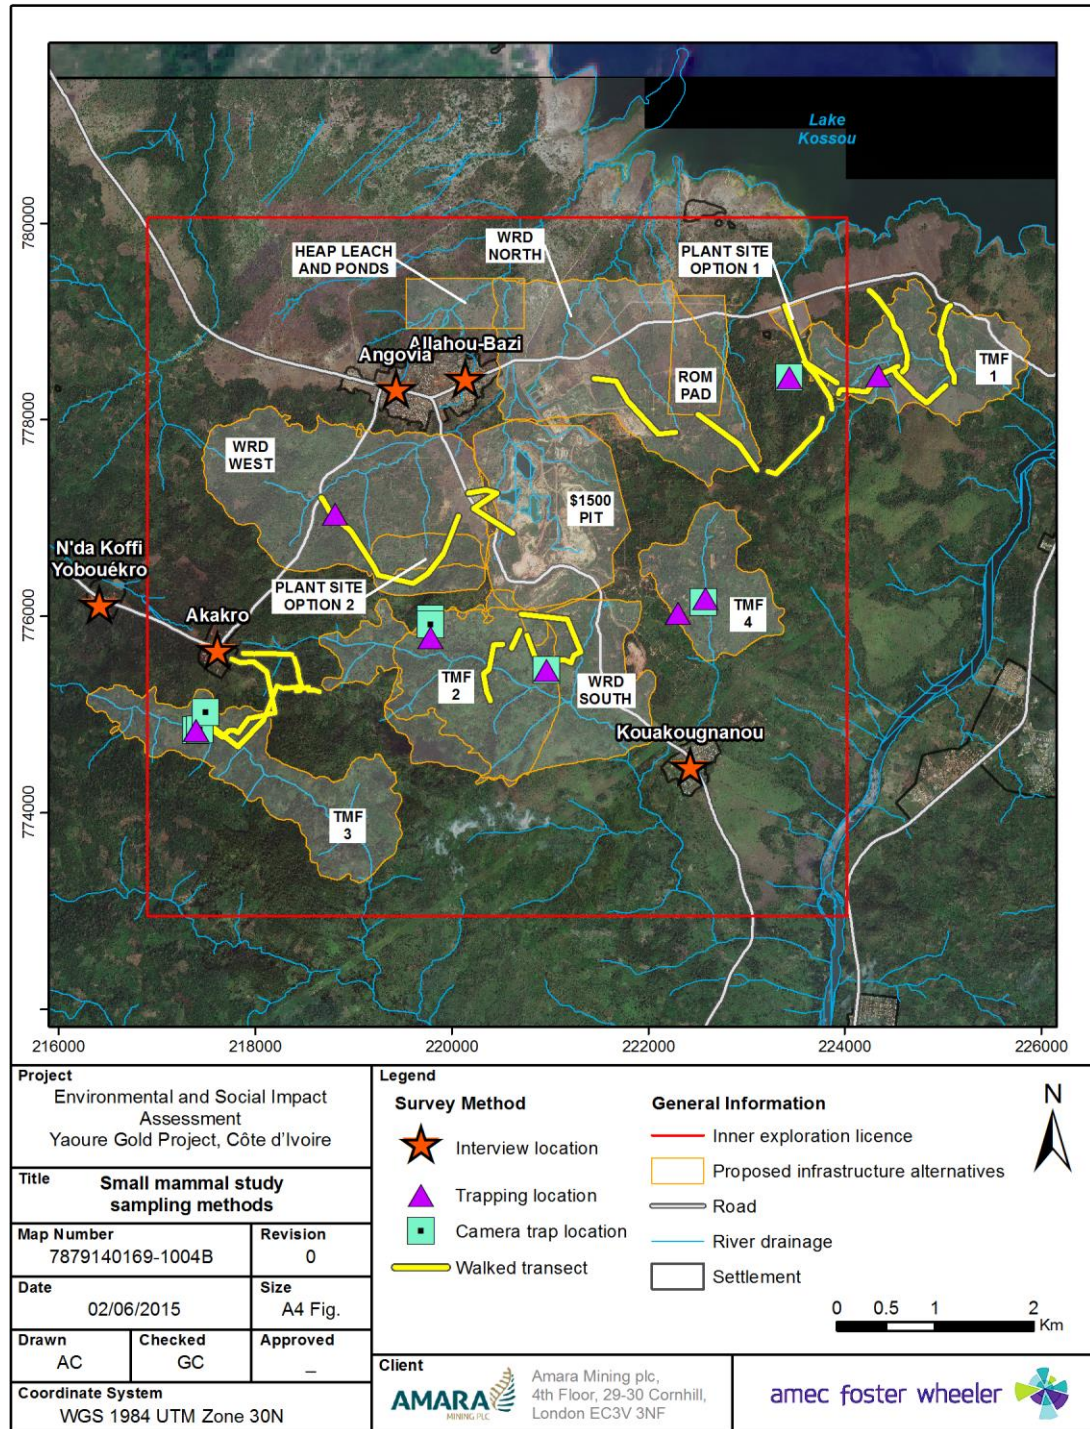 Lake
Kossou
780000
778000
776000
774000
HEAP LEACH
AND PONDS
WRD
NORTH
PLANT SITE
OPTION 1
Allahou-Bazi
Angovia
ROM
PAD
TMF
1
WRD
WEST
$1500
PIT
N'da Koffi
Yobouékro
PLANT SITE
OPTION 2
Akakro
TMF
4
TMF
2
WRD
SOUTH
Kouakougnanou
TMF
3
216000
218000
220000
222000
224000
226000
Project
Environmental and Social Impact
Assessment
Yaoure Gold Project, Côte d'Ivoire
Title
Small mammal study
sampling methods
Map Number
7879140169-1004B
Revision
0
Date
02/06/2015
Size
A4 Fig.
Drawn
AC
Checked
GC
Approved
_
Coordinate System
WGS 1984 UTM Zone 30N
Legend
Survey Method
Interview location
Trapping location
Camera trap location
Walked transect
General Information
Inner exploration licence
Proposed infrastructure alternatives
Road
River drainage
Settlement
N
0 0.5 1 2
Km
Client
AMARA
MINING PLC
Amara Mining plc,
4th Floor, 29-30 Cornhill,
London EC3V 3NF
amec foster wheeler